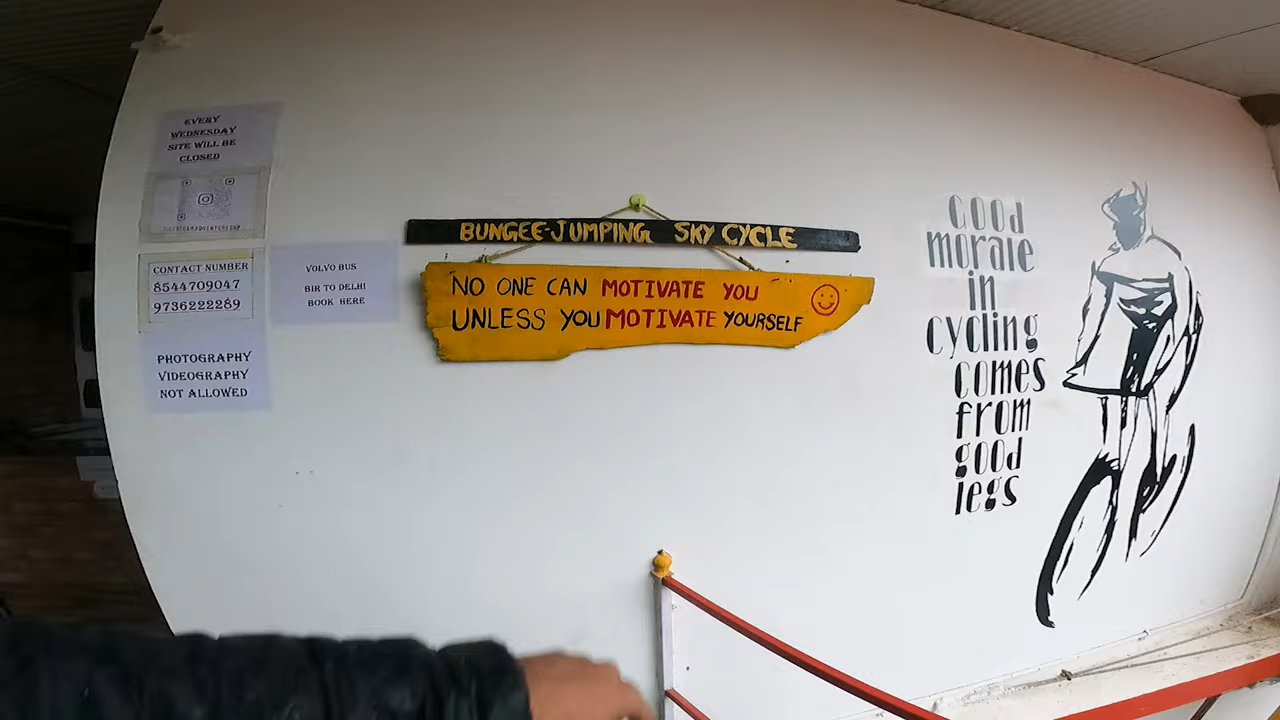 EVERY
WEDNESDAY
SITE WILL BE
CLOSED
CONTACT NUMBER
8544709047
9736222289
PHOTOGRAPHY
VIDEOGRAPHY
NOT ALLOWED
VOLVO BUS
BIR TO DELHI
BOOK HERE
BUNGEE-JUMPING SKY CYCLE
NO ONE CAN MOTIVATE YOU
UNLESS YOU MOTIVATE YOURSELF
GOOD
morale
in
cycling
comes
from
good
legs